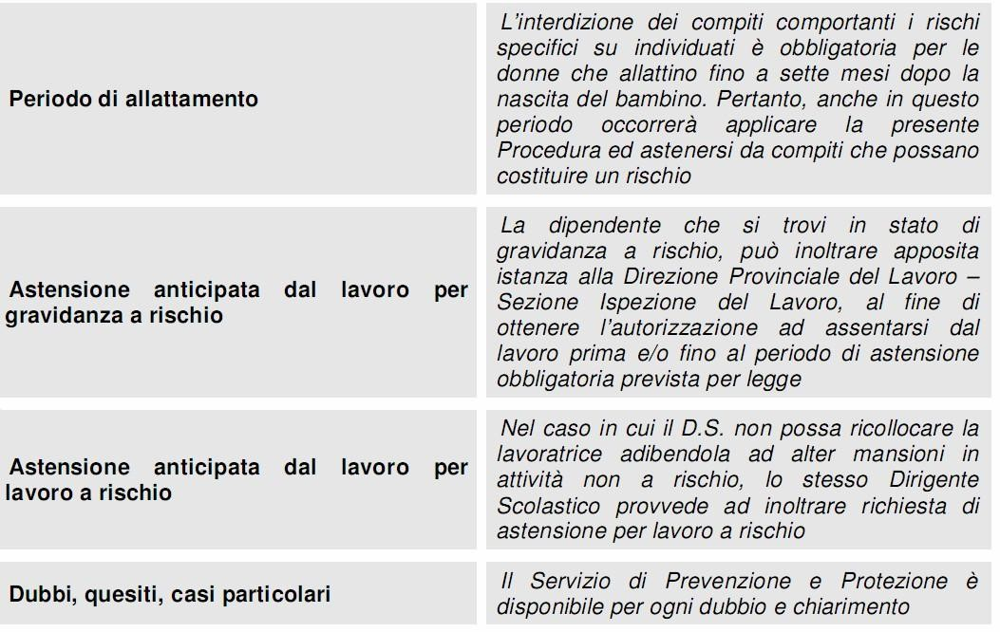 Periodo di allattamento
L'interdizione dei compiti comportanti i rischi
specifici su individuati è obbligatoria per le
donne che allattino fino a sette mesi dopo la
nascita del bambino. Pertanto, anche in questo
periodo occorrerà applicare la presente
Procedura ed astenersi da compiti che possano
costituire un rischio
Astensione anticipata dal lavoro per
gravidanza a rischio
La dipendente che si trovi in stato di
gravidanza a rischio, può inoltrare apposita
istanza alla Direzione Provinciale del Lavoro –
Sezione Ispezione del Lavoro, al fine di
ottenere l'autorizzazione ad assentarsi dal
lavoro prima e/o fino al periodo di astensione
obbligatoria prevista per legge
Astensione anticipata dal lavoro per
lavoro a rischio
Nel caso in cui il D.S. non possa ricollocare la
lavoratrice adibendola ad alter mansioni in
attività non a rischio, lo stesso Dirigente
Scolastico provvede ad inoltrare richiesta di
astensione per lavoro a rischio
Dubbi, quesiti, casi particolari
Il Servizio di Prevenzione e Protezione è
disponibile per ogni dubbio e chiarimento